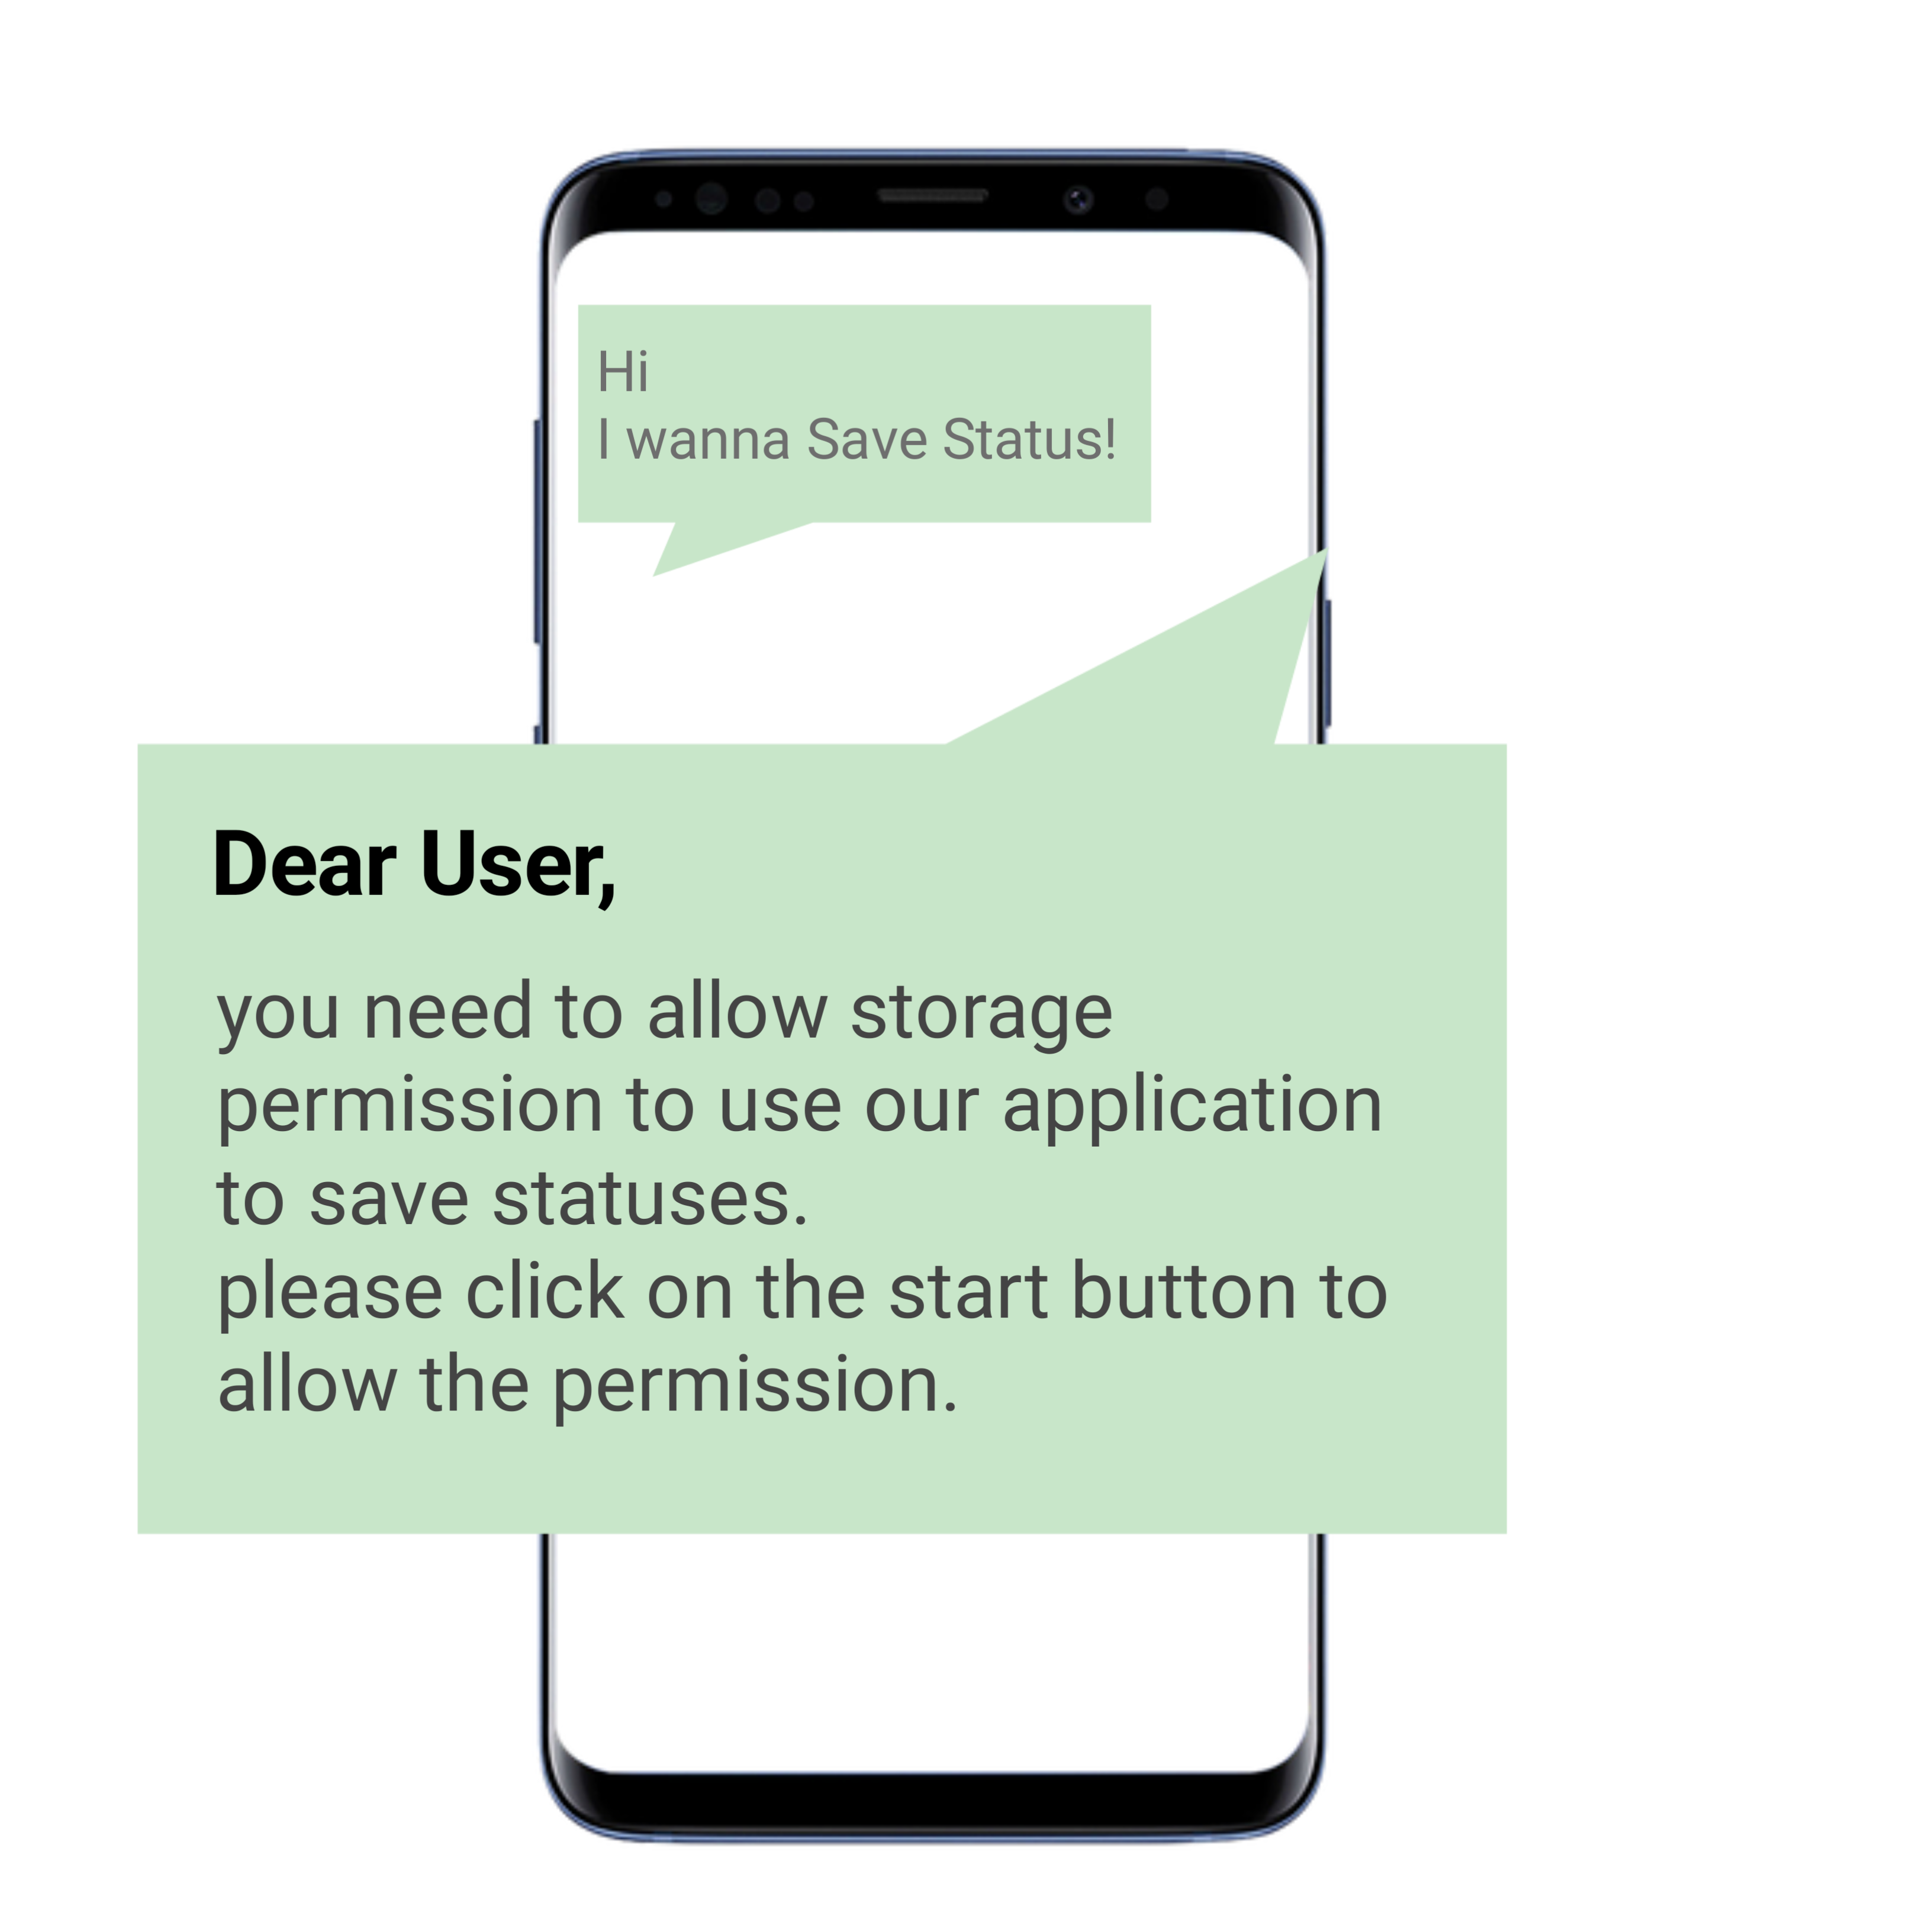 Hi
I wanna Save Status!
Dear User,
you need to allow storage
permission to use our application
to save statuses.
please click on the start button to
allow the permission.